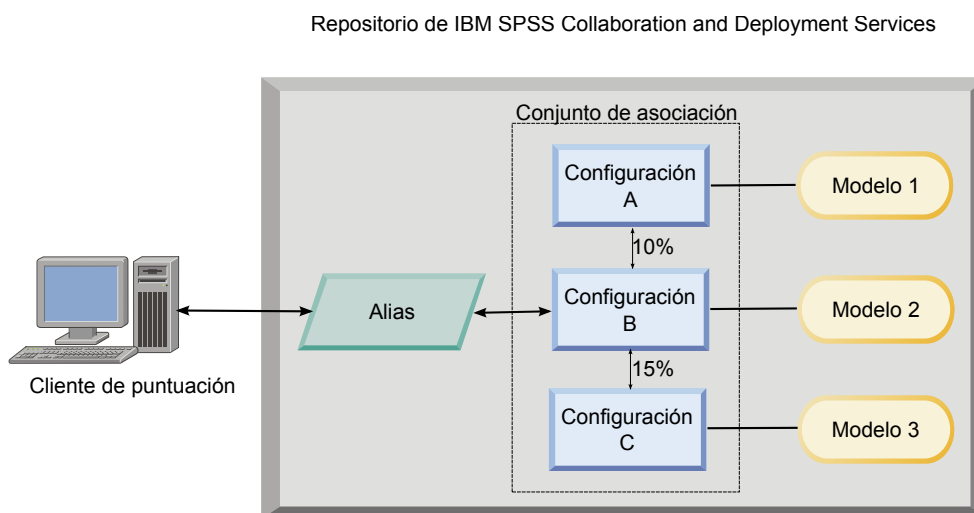 Repositorio de IBM SPSS Collaboration and Deployment Services
Conjunto de asociación
Configuración
A
Modelo 1
10%
Alias
Configuración
B
Modelo 2
15%
Cliente de puntuación
Configuración
C
Modelo 3